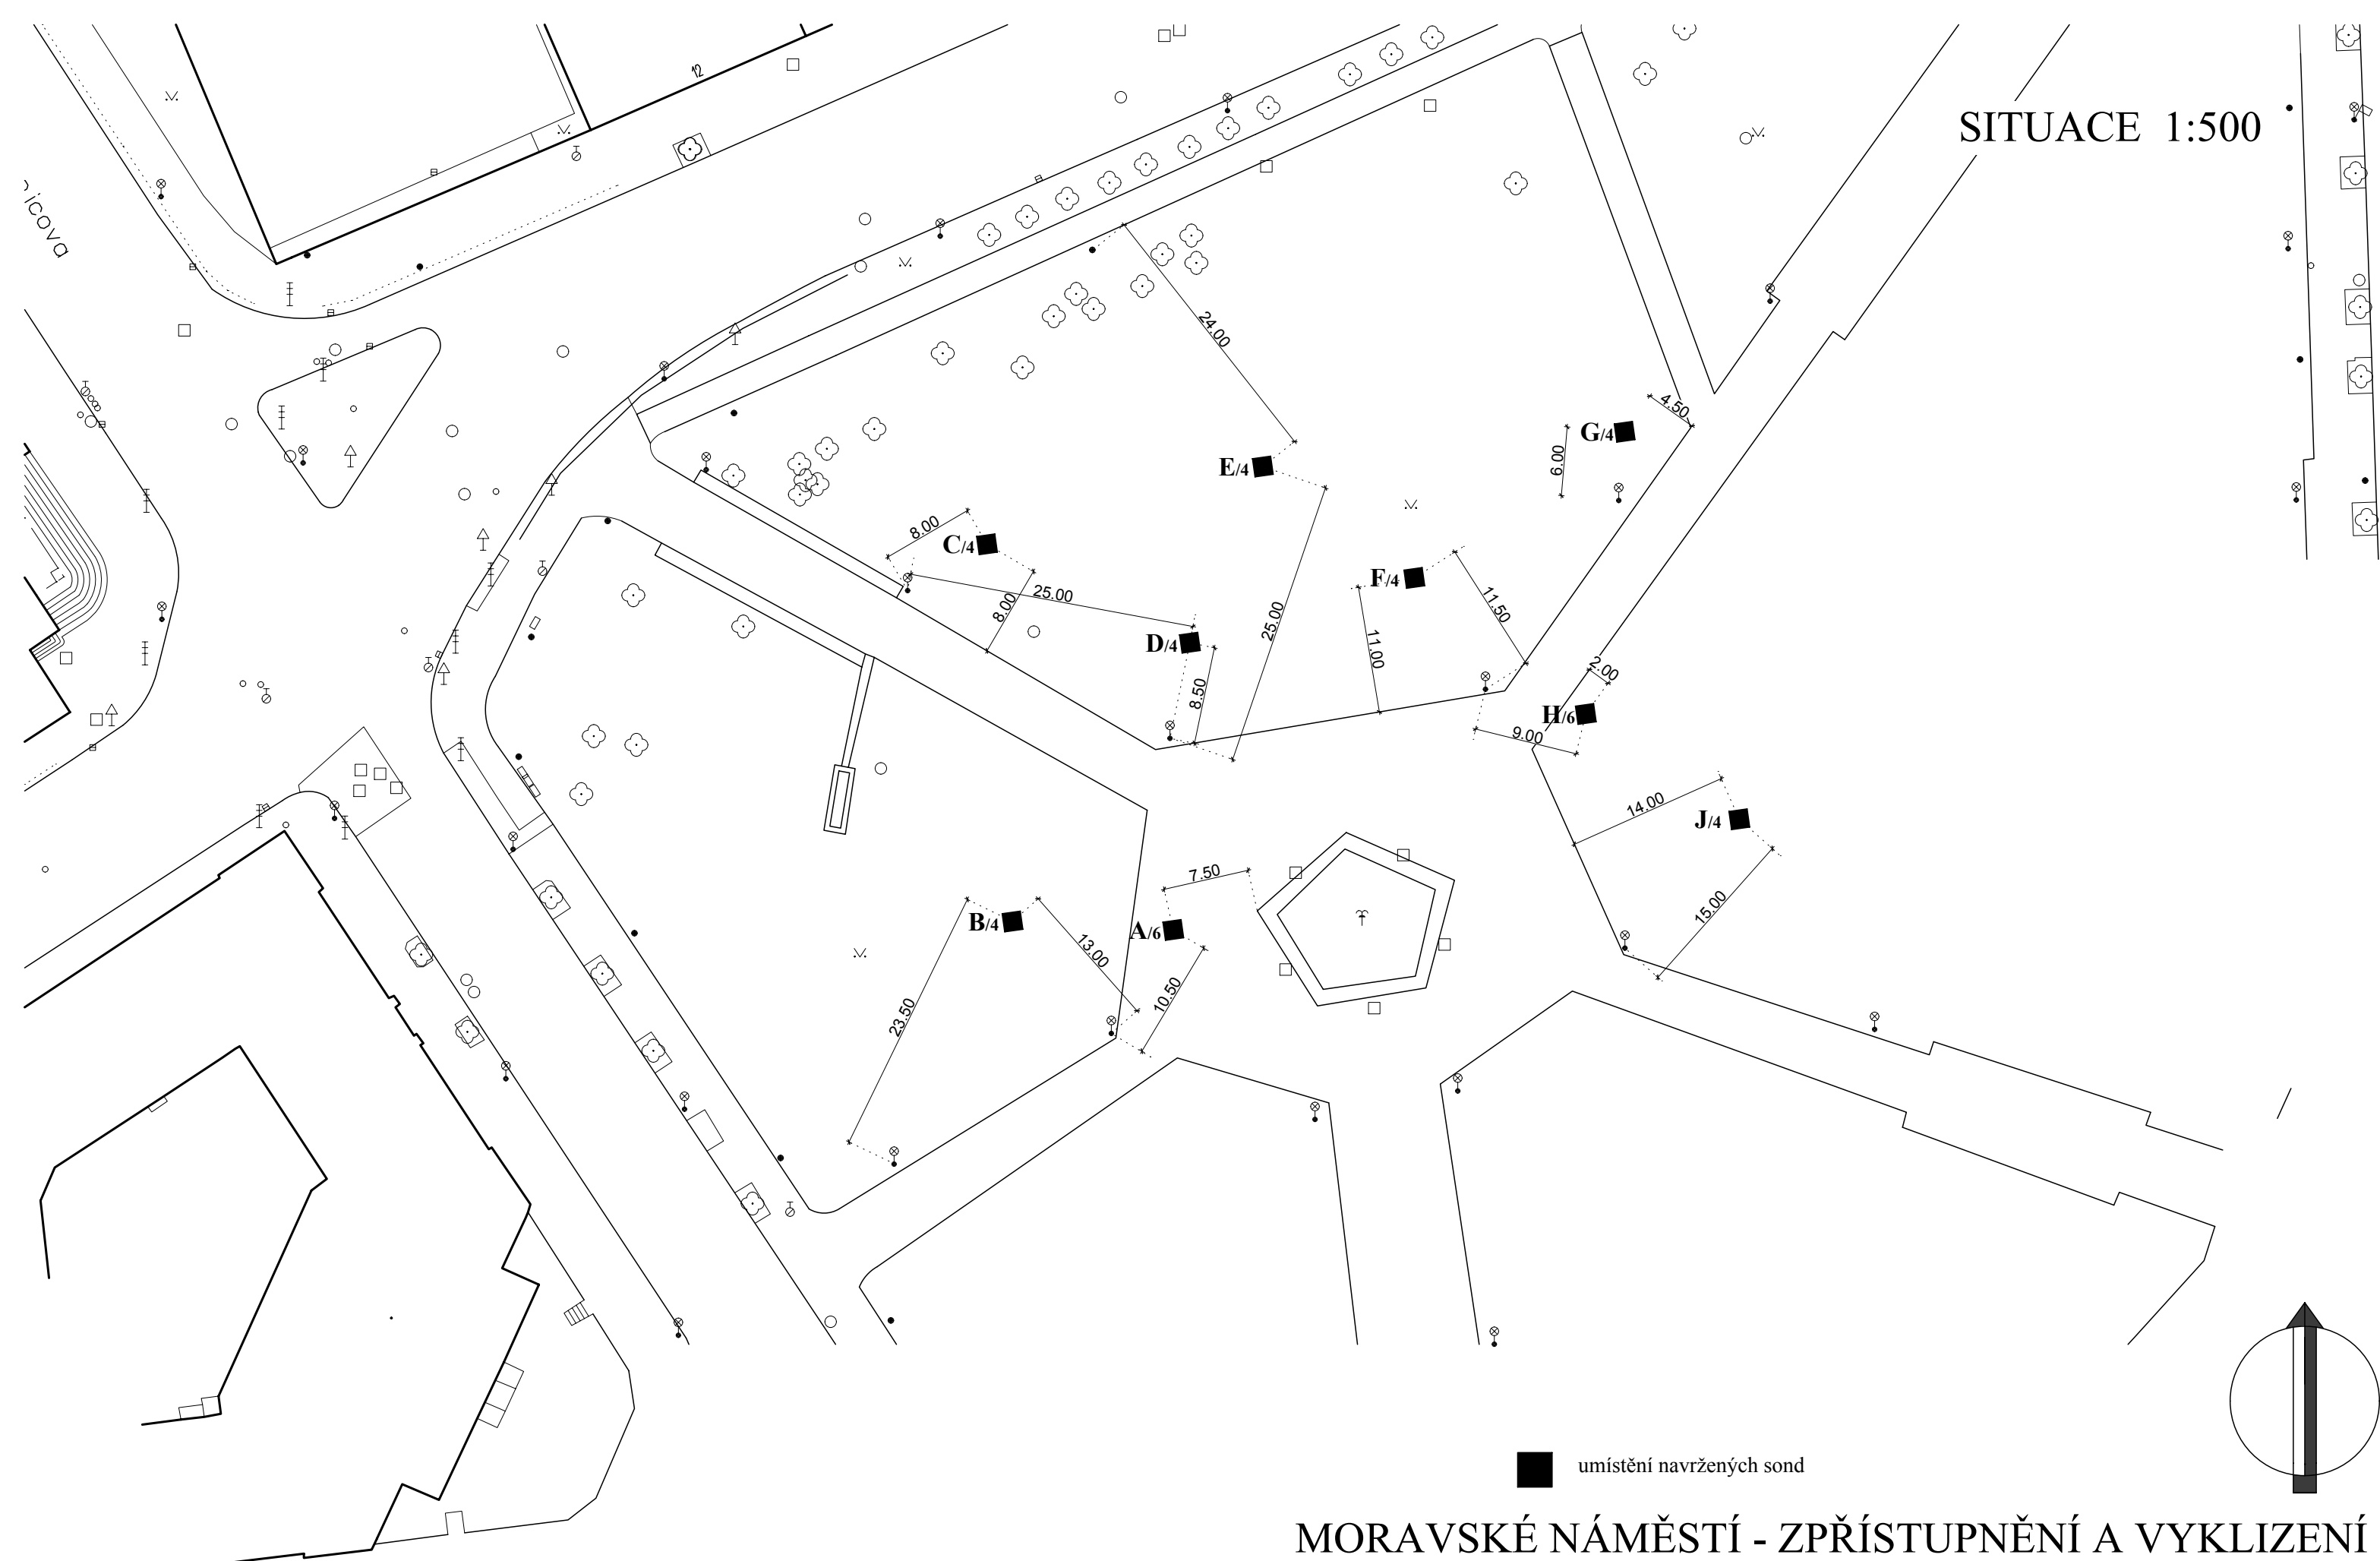 12
SITUACE 1:500
24.00
4.50
G/4
6.00
E/4
8.00
C/4
25.00
8.00
F/4
11.50
25.00
11.00
D/4
8.50
2.00
H/6
9.00
14.00
J/4
15.00
7.50
B/4
A/6
13.00
10.50
23.50
umístění navržených sond
MORAVSKÉ NÁMĚSTÍ - ZPŘÍSTUPNĚNÍ A VYKLIZENÍ